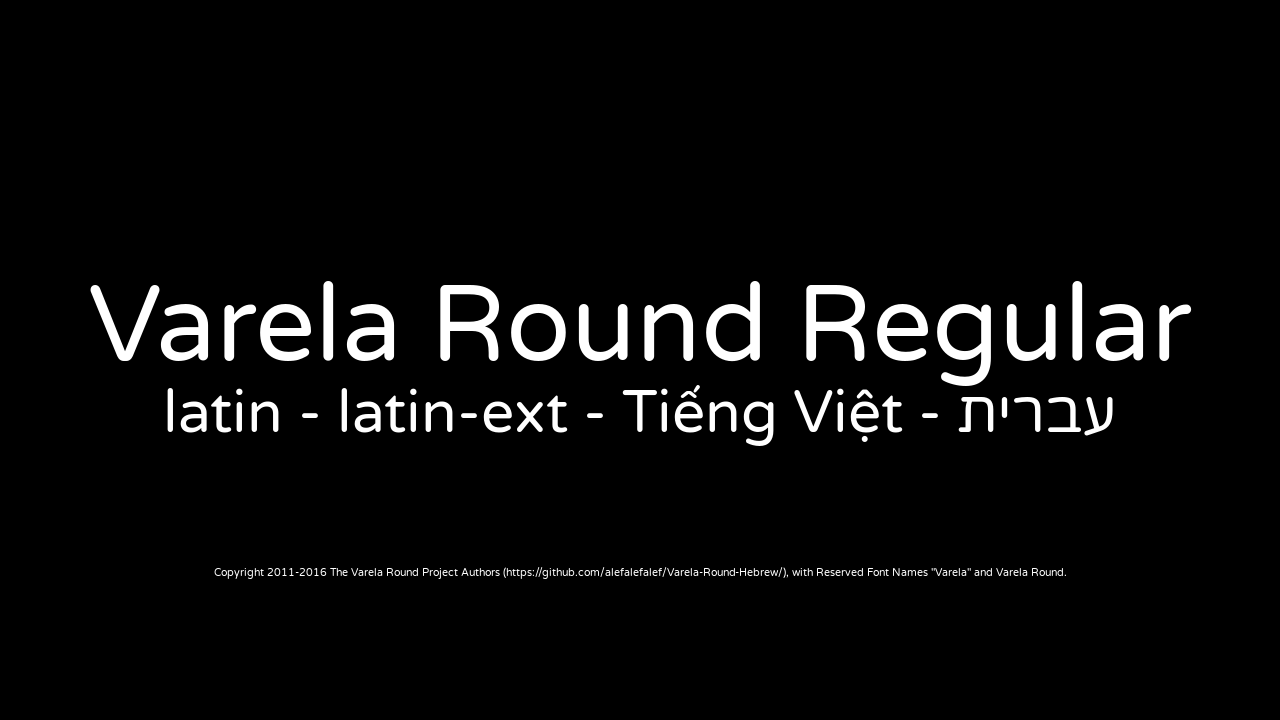 Varela Round Regular
latin - latin-ext - Tiếng Việt - עברית
Copyright 2011-2016 The Varela Round Project Authors (https://github.com/alefalefalef/Varela-Round-Hebrew/), with Reserved Font Names "Varela" and Varela Round.